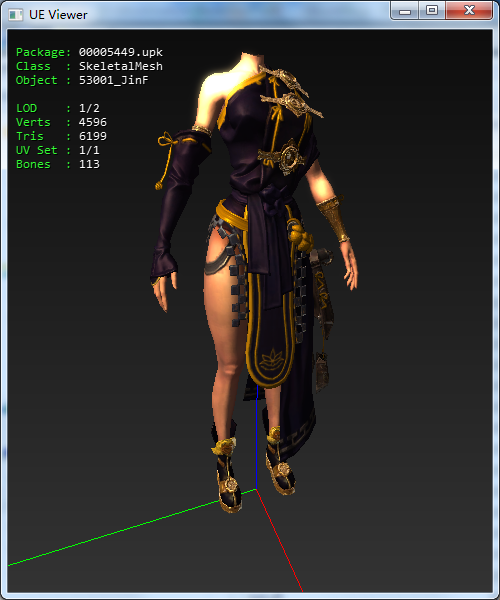 UE Viewer
Package: 00005449.upk
Class : SkeletalMesh
Object : 53001_JinF
LOD : 1/2
Verts : 4596
Tris : 6199
UV Set : 1/1
Bones : 113